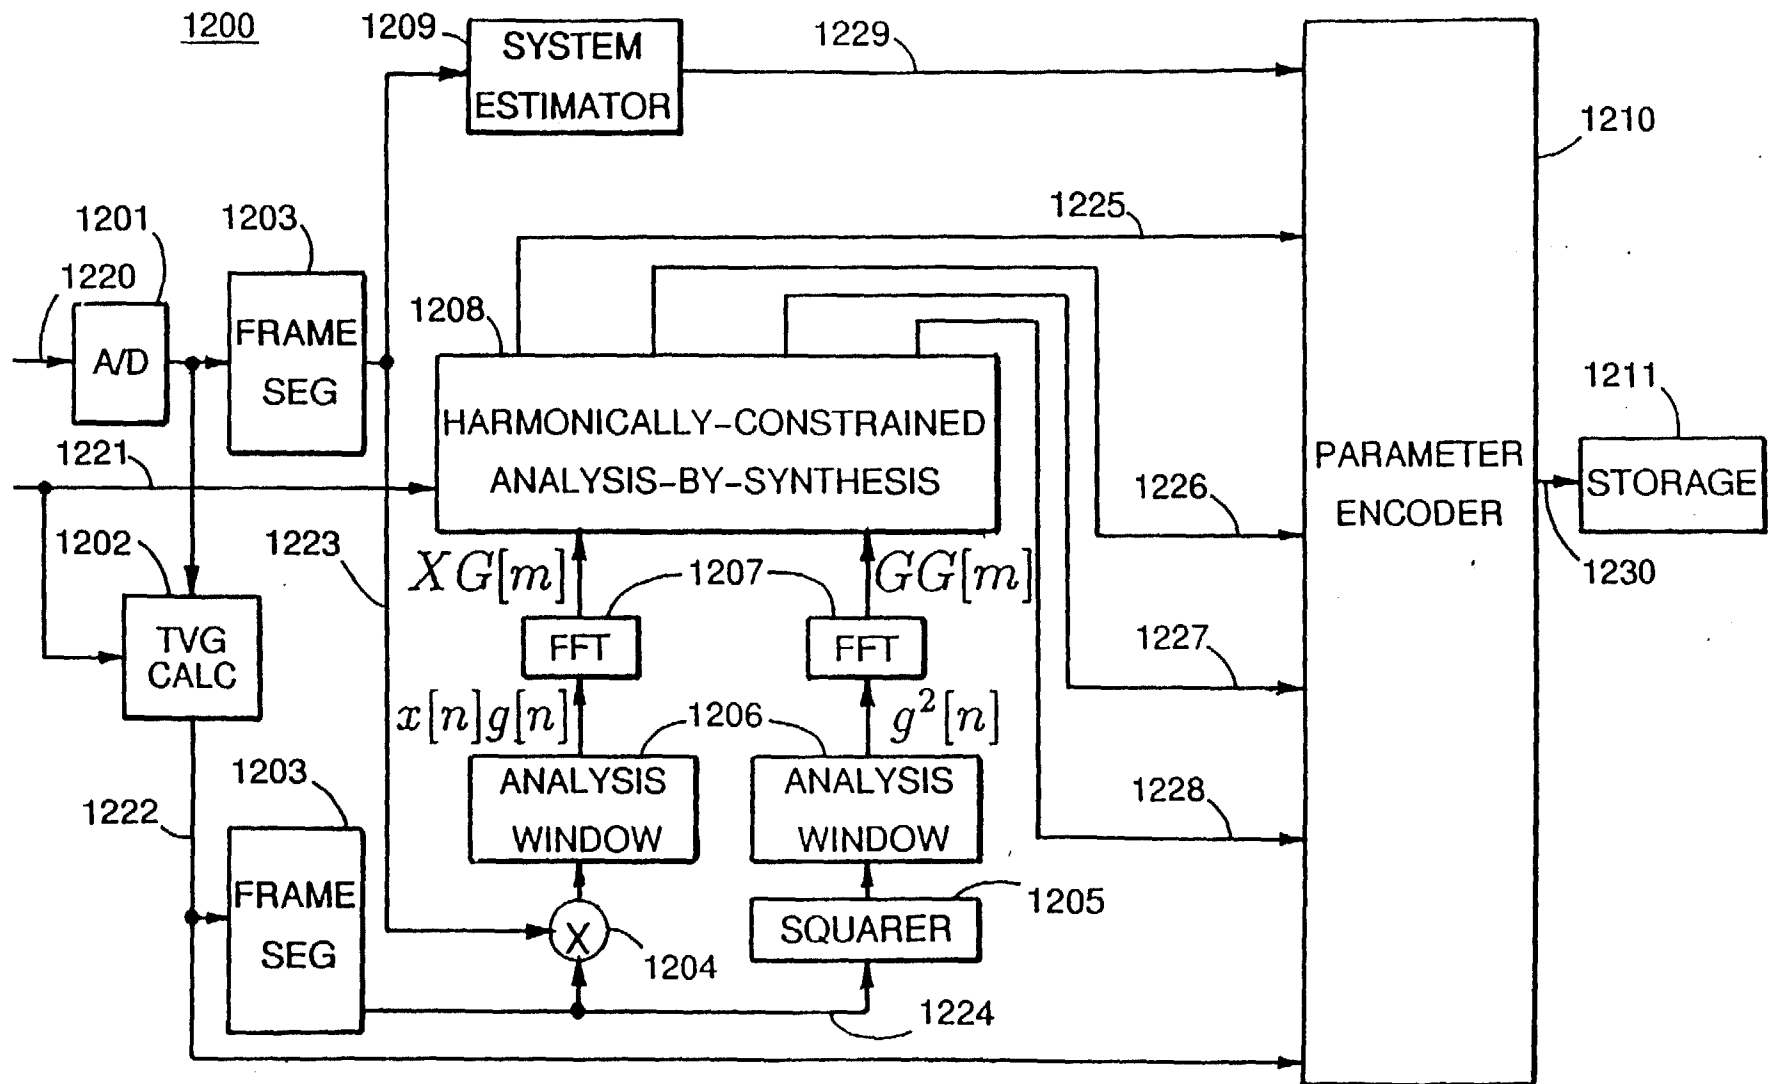 1200
1209
SYSTEM
ESTIMATOR
1229
1210
1201
1203
1225
1220
A/D
FRAME
SEG
1208
HARMONICALLY-CONSTRAINED
ANALYSIS-BY-SYNTHESIS
1211
PARAMETER
ENCODER
STORAGE
1221
1226
1230
1202
1223
XG[m]
1207
GG[m]
TVG
CALC
FFT
FFT
1227
x[n]g[n]
1206
g²[n]
1203
1222
ANALYSIS
WINDOW
ANALYSIS
WINDOW
1228
FRAME
SEG
X
1204
SQUARER
1205
1224